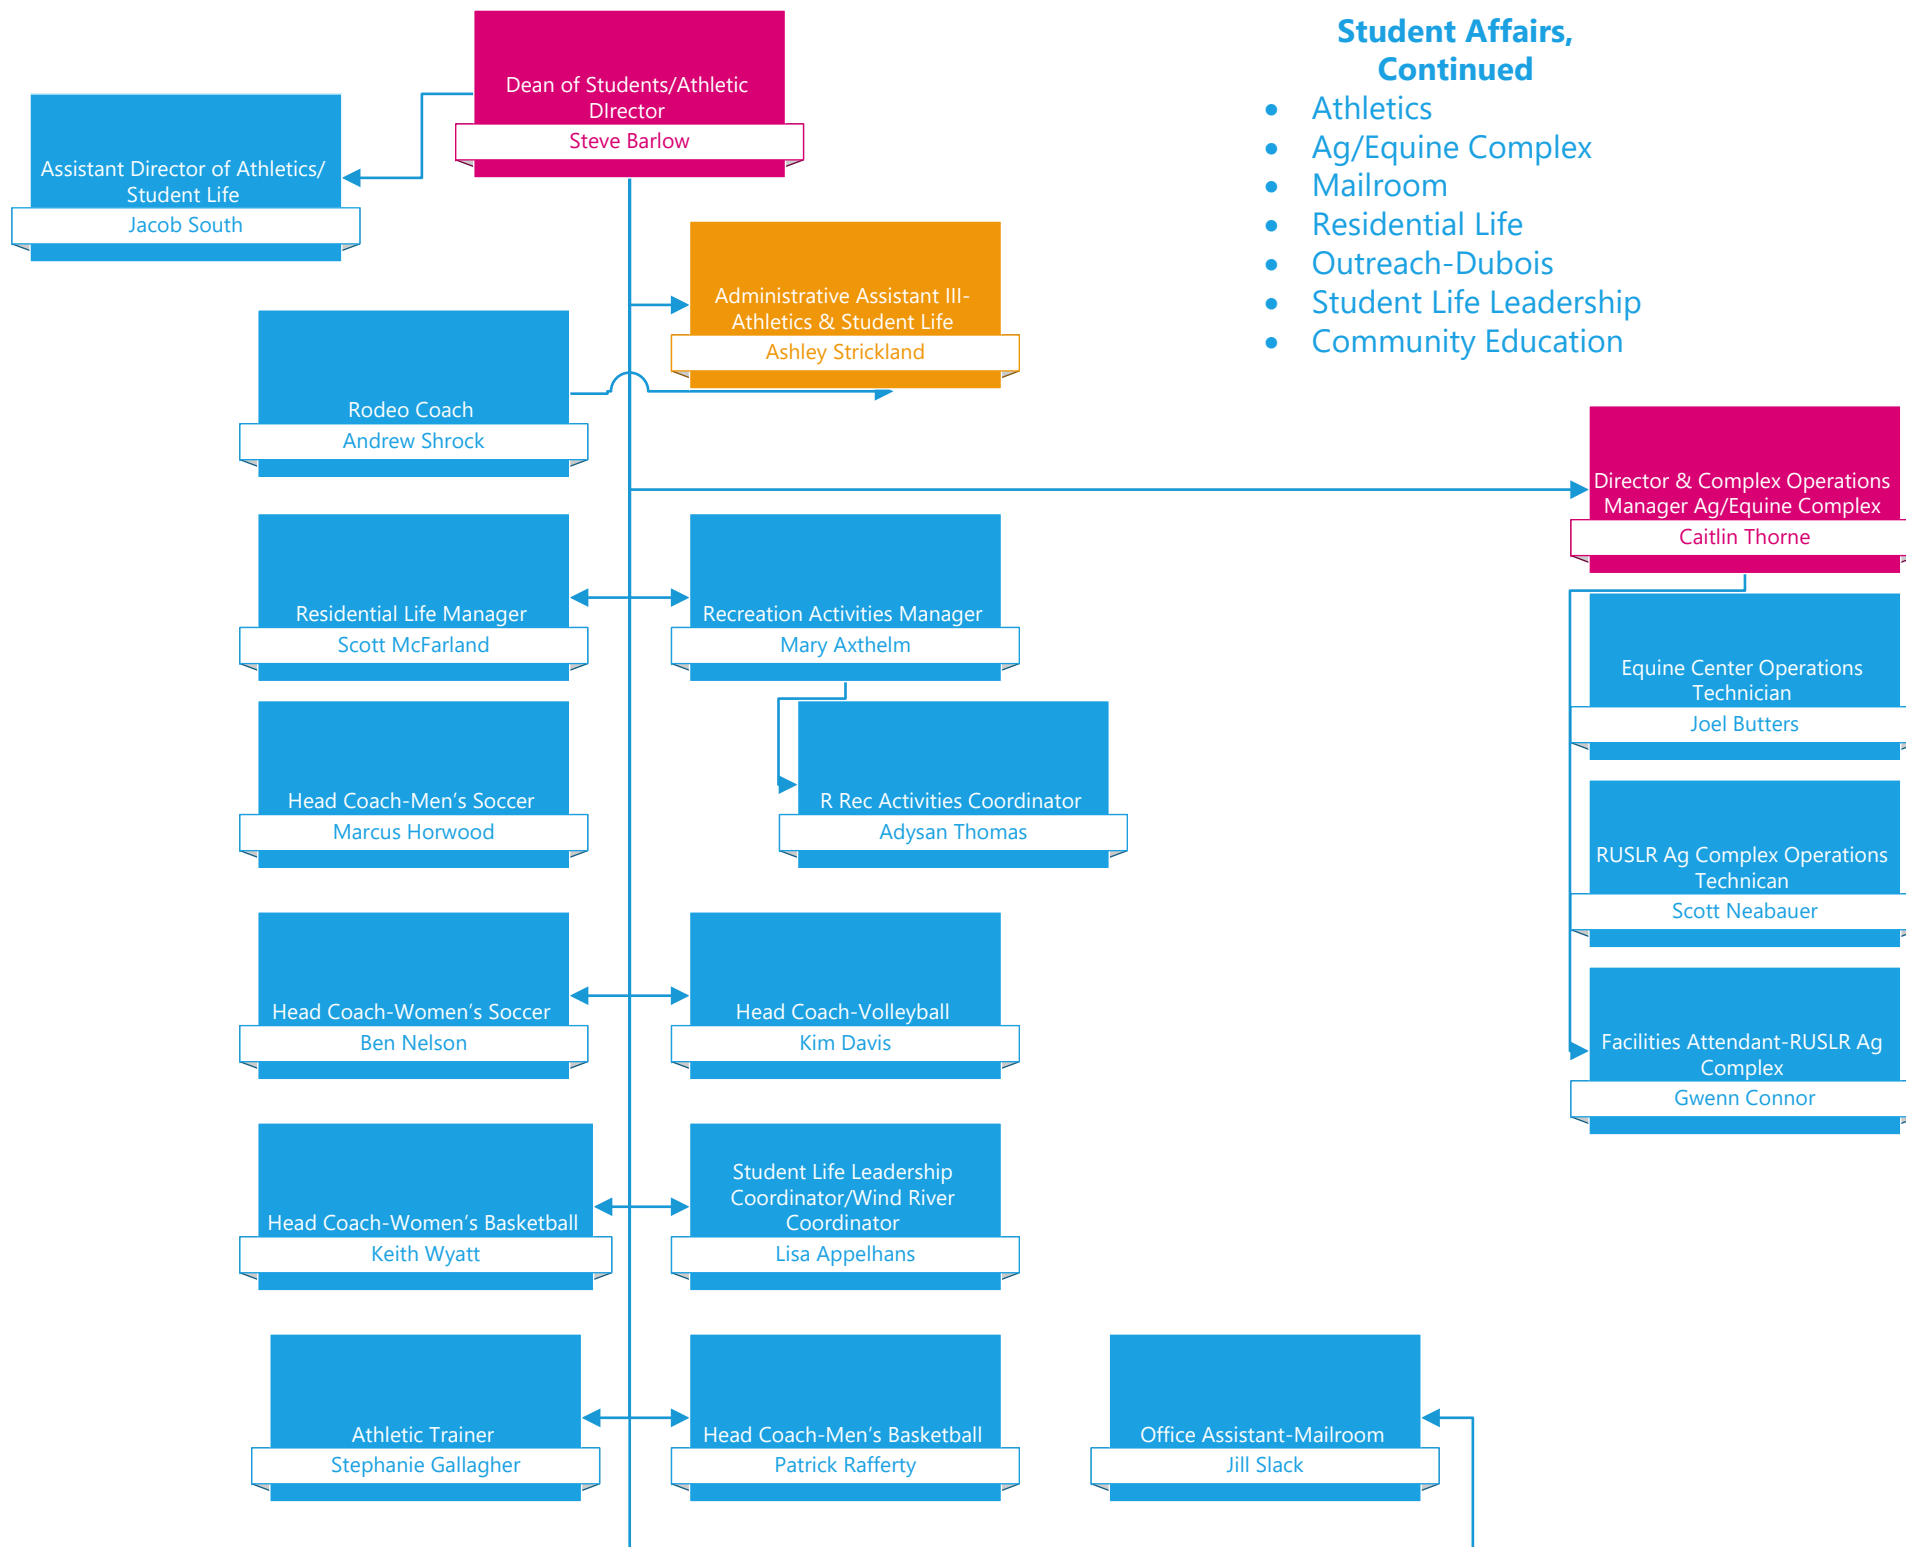 Student Affairs,
Continued
• Athletics
• Ag/Equine Complex
• Mailroom
• Residential Life
• Outreach-Dubois
• Student Life Leadership
• Community Education
Dean of Students/Athletic
DIrector
Steve Barlow
Assistant Director of Athletics/
Student Life
Jacob South
Administrative Assistant III-
Athletics & Student Life
Ashley Strickland
Rodeo Coach
Andrew Shrock
Director & Complex Operations
Manager Ag/Equine Complex
Caitlin Thorne
Residential Life Manager
Scott McFarland
Recreation Activities Manager
Mary Axthelm
Equine Center Operations
Technician
Joel Butters
Head Coach-Men’s Soccer
Marcus Horwood
R Rec Activities Coordinator
Adysan Thomas
RUSLR Ag Complex Operations
Technican
Scott Neabauer
Head Coach-Women’s Soccer
Ben Nelson
Head Coach-Volleyball
Kim Davis
Facilities Attendant-RUSLR Ag
Complex
Gwenn Connor
Head Coach-Women’s Basketball
Keith Wyatt
Student Life Leadership
Coordinator/Wind River
Coordinator
Lisa Appelhans
Athletic Trainer
Stephanie Gallagher
Head Coach-Men’s Basketball
Patrick Rafferty
Office Assistant-Mailroom
Jill Slack